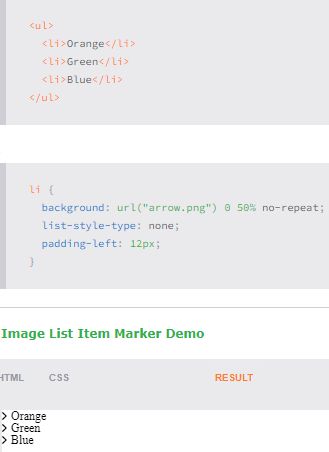 <ul>
<li>Orange</li>
<li>Green</li>
<li>Blue</li>
</ul>
li {
background: url("arrow.png") 0 50% no-repeat;
list-style-type: none;
padding-left: 12px;
}
Image List Item Marker Demo
HTML CSS RESULT
Orange
Green
Blue